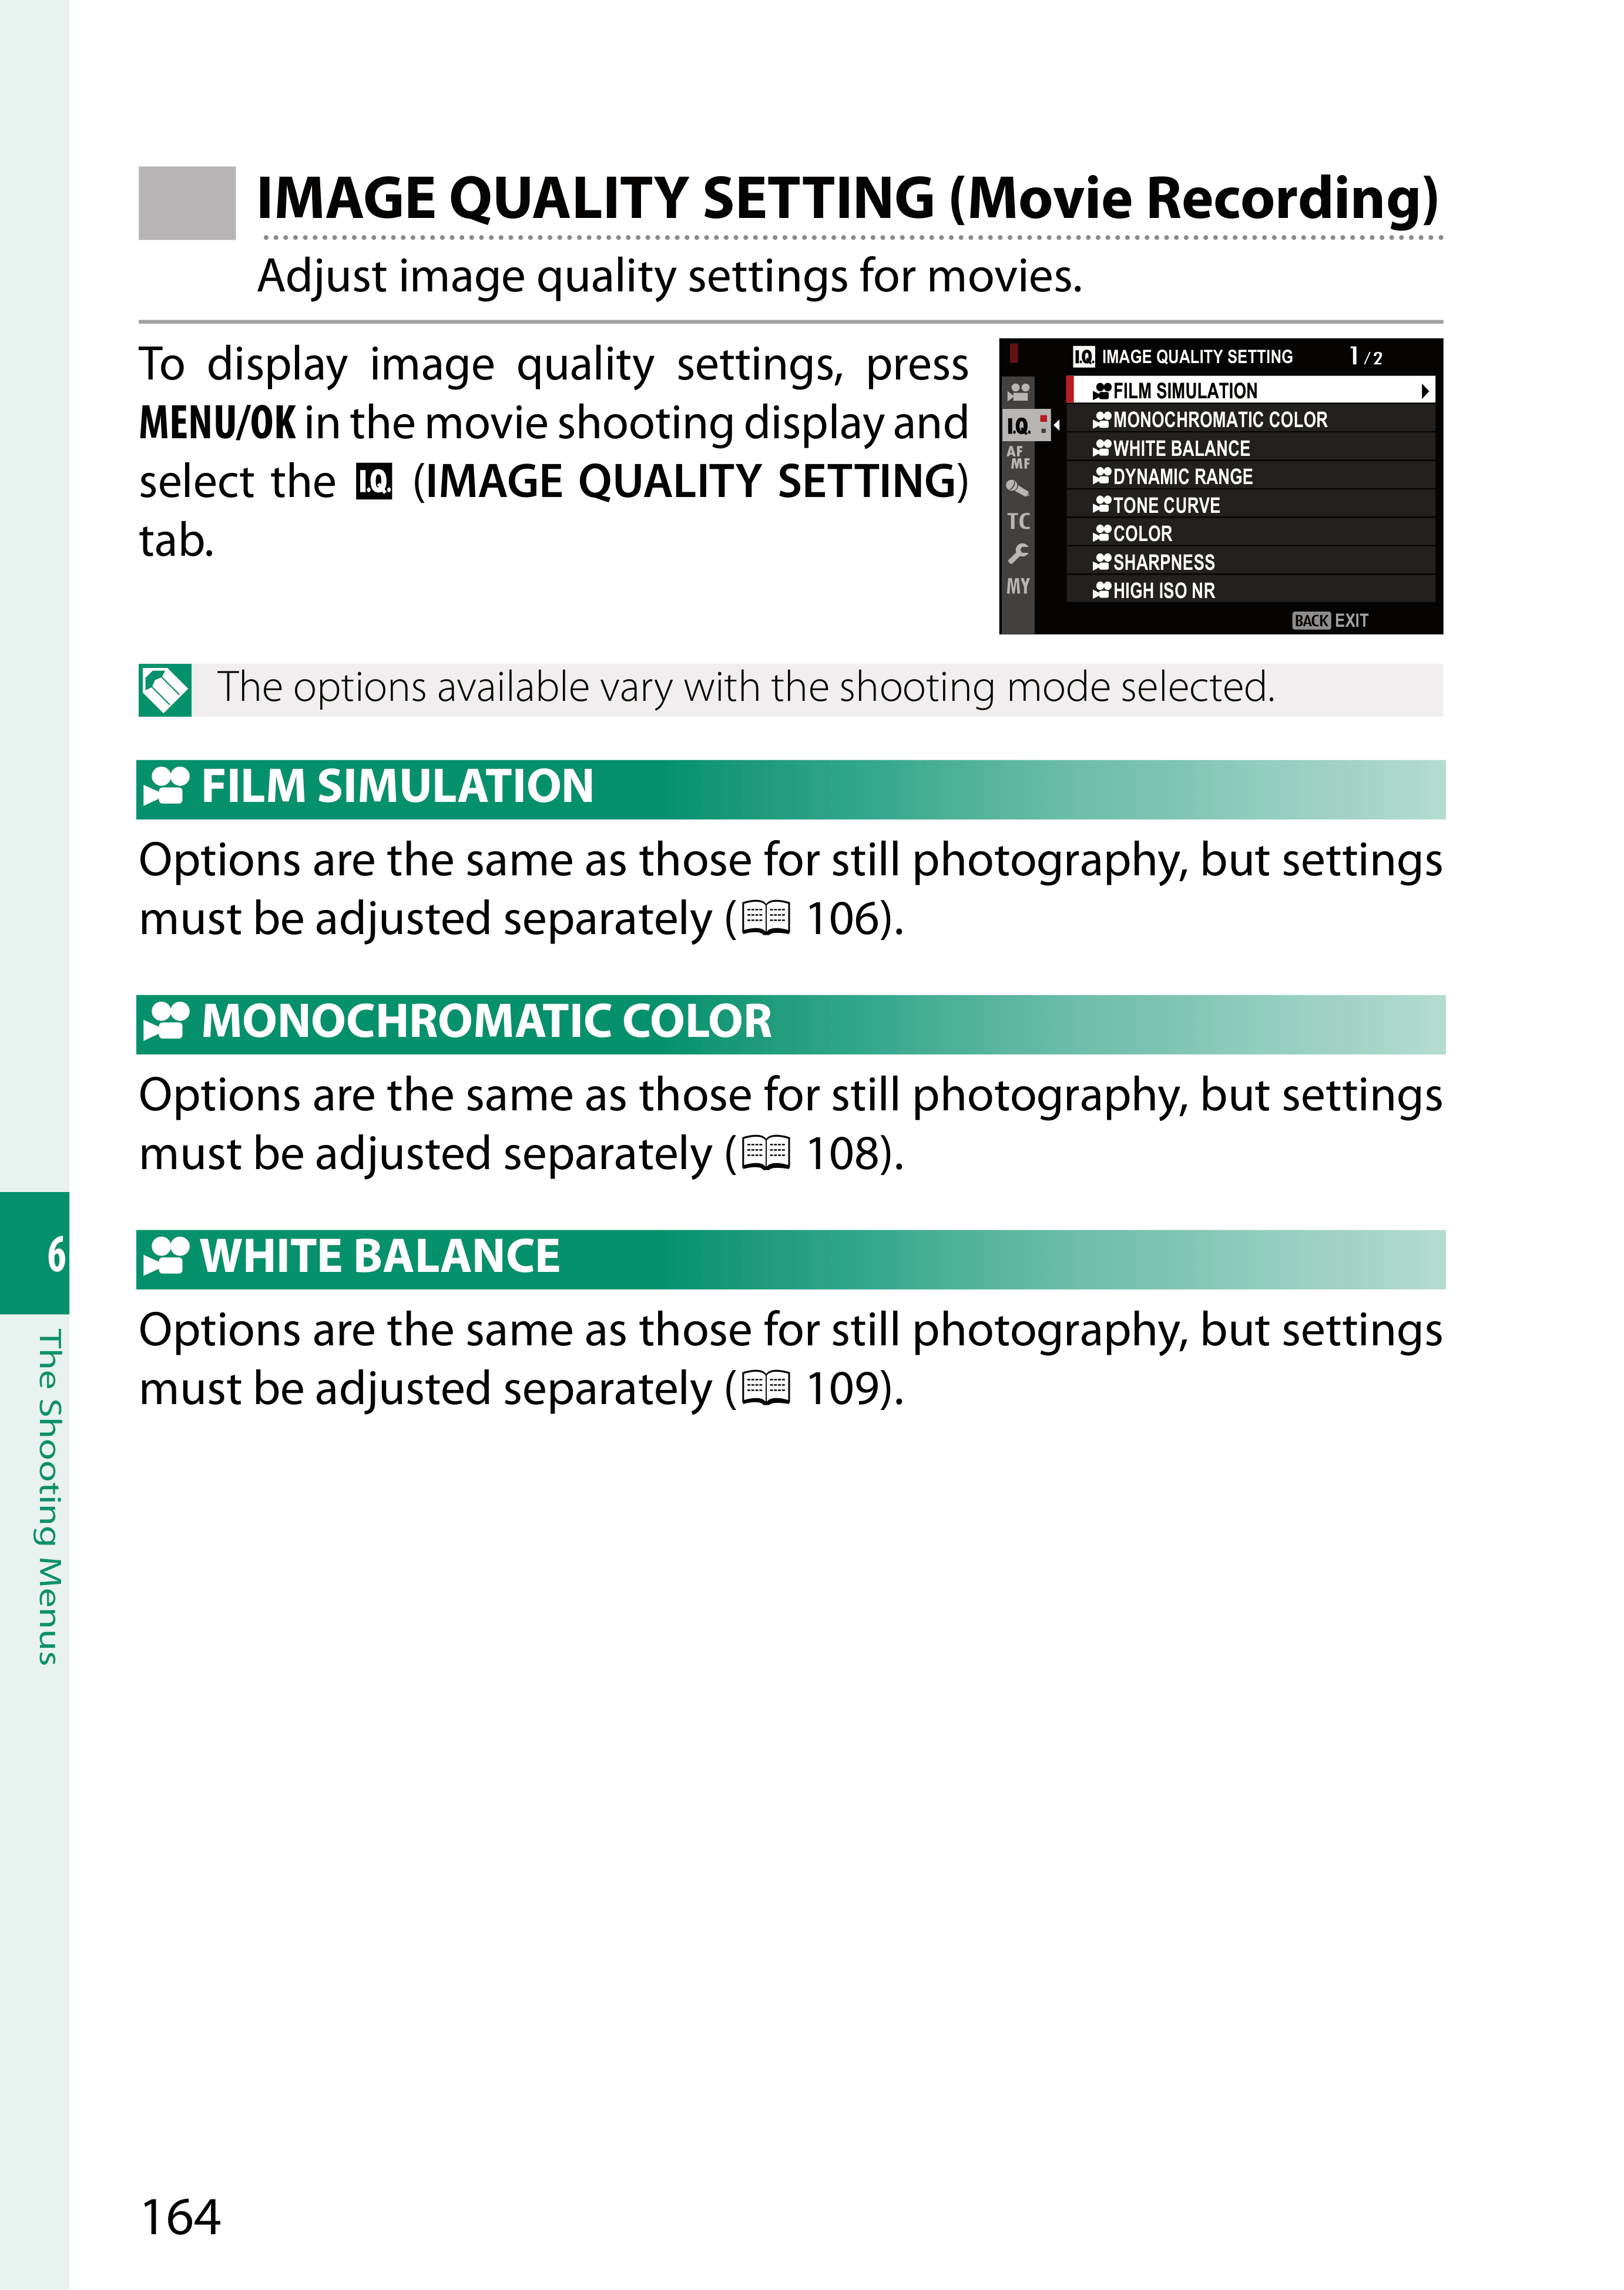 IMAGE QUALITY SETTING (Movie Recording)
Adjust image quality settings for movies.
To display image quality settings, press
MENU/OK in the movie shooting display and
select the I.Q. (IMAGE QUALITY SETTING)
tab.
I.Q. IMAGE QUALITY SETTING 1 / 2
FILM SIMULATION
MONOCHROMATIC COLOR
WHITE BALANCE
DYNAMIC RANGE
TONE CURVE
COLOR
SHARPNESS
HIGH ISO NR
BACK EXIT
I.Q.
AF
MF
TC
MY
The options available vary with the shooting mode selected.
FILM SIMULATION
Options are the same as those for still photography, but settings
must be adjusted separately ( 106).
MONOCHROMATIC COLOR
Options are the same as those for still photography, but settings
must be adjusted separately ( 108).
WHITE BALANCE
Options are the same as those for still photography, but settings
must be adjusted separately ( 109).
6
The Shooting Menus
164